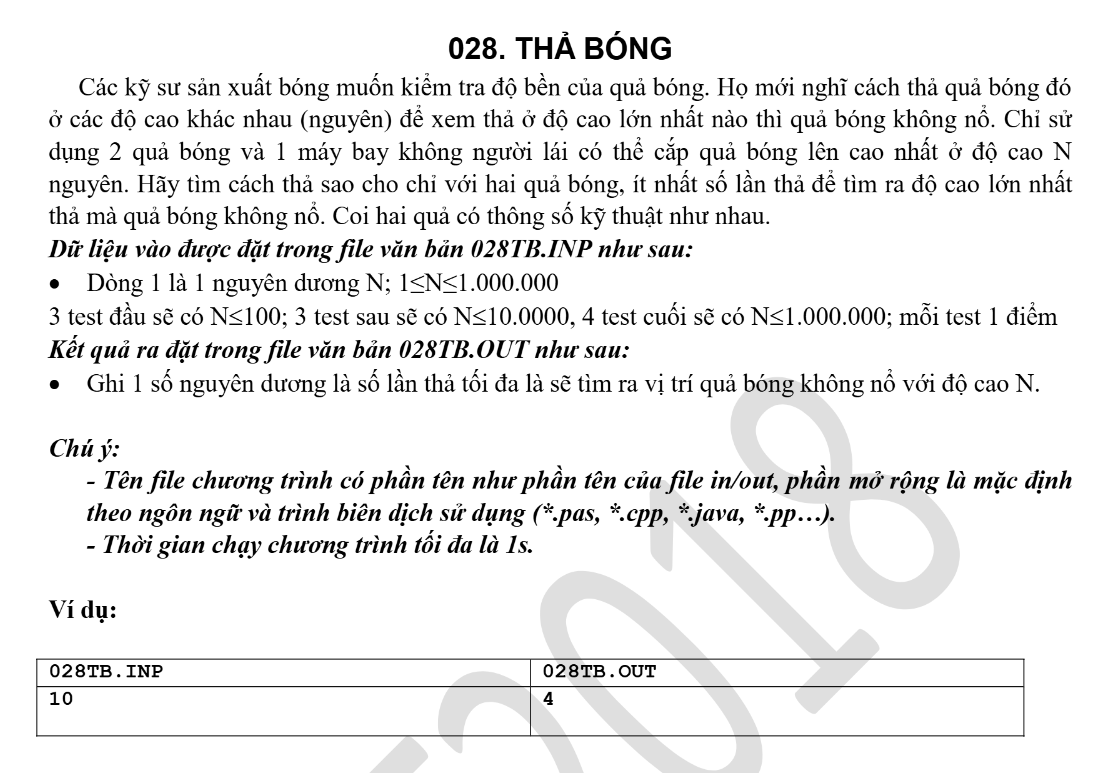 028. THẢ BÓNG
Các kỹ sư sản xuất bóng muốn kiểm tra độ bền của quả bóng. Họ mới nghĩ cách thả quả bóng đó
ở các độ cao khác nhau (nguyên) để xem thả ở độ cao lớn nhất nào thì quả bóng không nổ. Chỉ sử
dụng 2 quả bóng và 1 máy bay không người lái có thể cắp quả bóng lên cao nhất ở độ cao N
nguyên. Hãy tìm cách thả sao cho chỉ với hai quả bóng, ít nhất số lần thả để tìm ra độ cao lớn nhất
thả mà quả bóng không nổ. Coi hai quả có thông số kỹ thuật như nhau.
Dữ liệu vào được đặt trong file văn bản 028TB.INP như sau:
• Dòng 1 là 1 nguyên dương N; 1≤N≤1.000.000
3 test đầu sẽ có N≤100; 3 test sau sẽ có N≤10.0000, 4 test cuối sẽ có N≤1.000.000; mỗi test 1 điểm
Kết quả ra đặt trong file văn bản 028TB.OUT như sau:
• Ghi 1 số nguyên dương là số lần thả tối đa là sẽ tìm ra vị trí quả bóng không nổ với độ cao N.
Chú ý:
- Tên file chương trình có phần tên như phần tên của file in/out, phần mở rộng là mặc định
theo ngôn ngữ và trình biên dịch sử dụng (*.pas, *.cpp, *.java, *.pp…).
- Thời gian chạy chương trình tối đa là 1s.
Ví dụ:
028TB.INP 028TB.OUT
10 4
2018